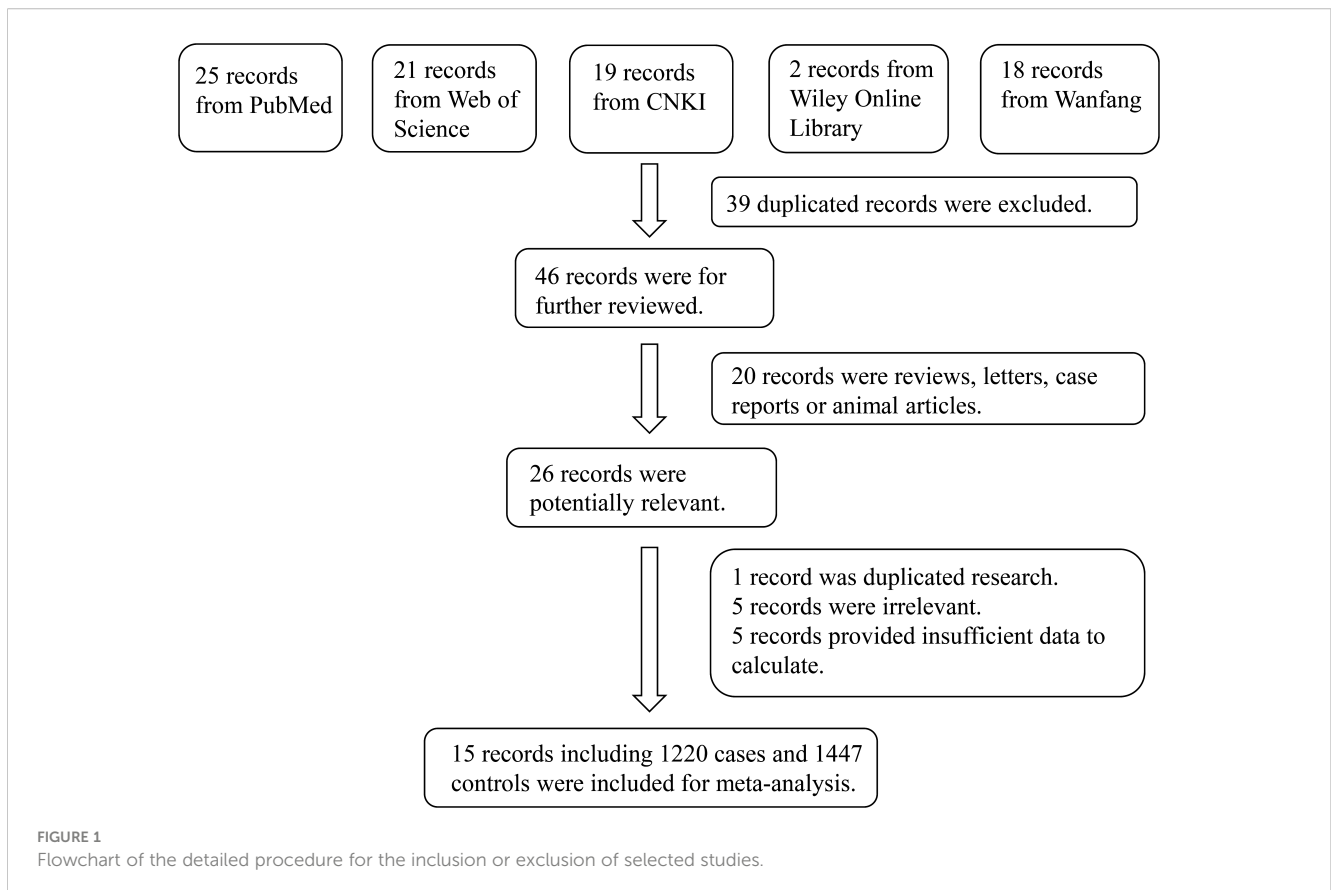 25 records
from PubMed
21 records
from Web of
Science
19 records
from CNKI
2 records from
Wiley Online
Library
18 records
from Wanfang
39 duplicated records were excluded.
46 records were for
further reviewed.
20 records were reviews, letters, case
reports or animal articles.
26 records were
potentially relevant.
1 record was duplicated research.
5 records were irrelevant.
5 records provided insufficient data to
calculate.
15 records including 1220 cases and 1447
controls were included for meta-analysis.
FIGURE 1
Flowchart of the detailed procedure for the inclusion or exclusion of selected studies.